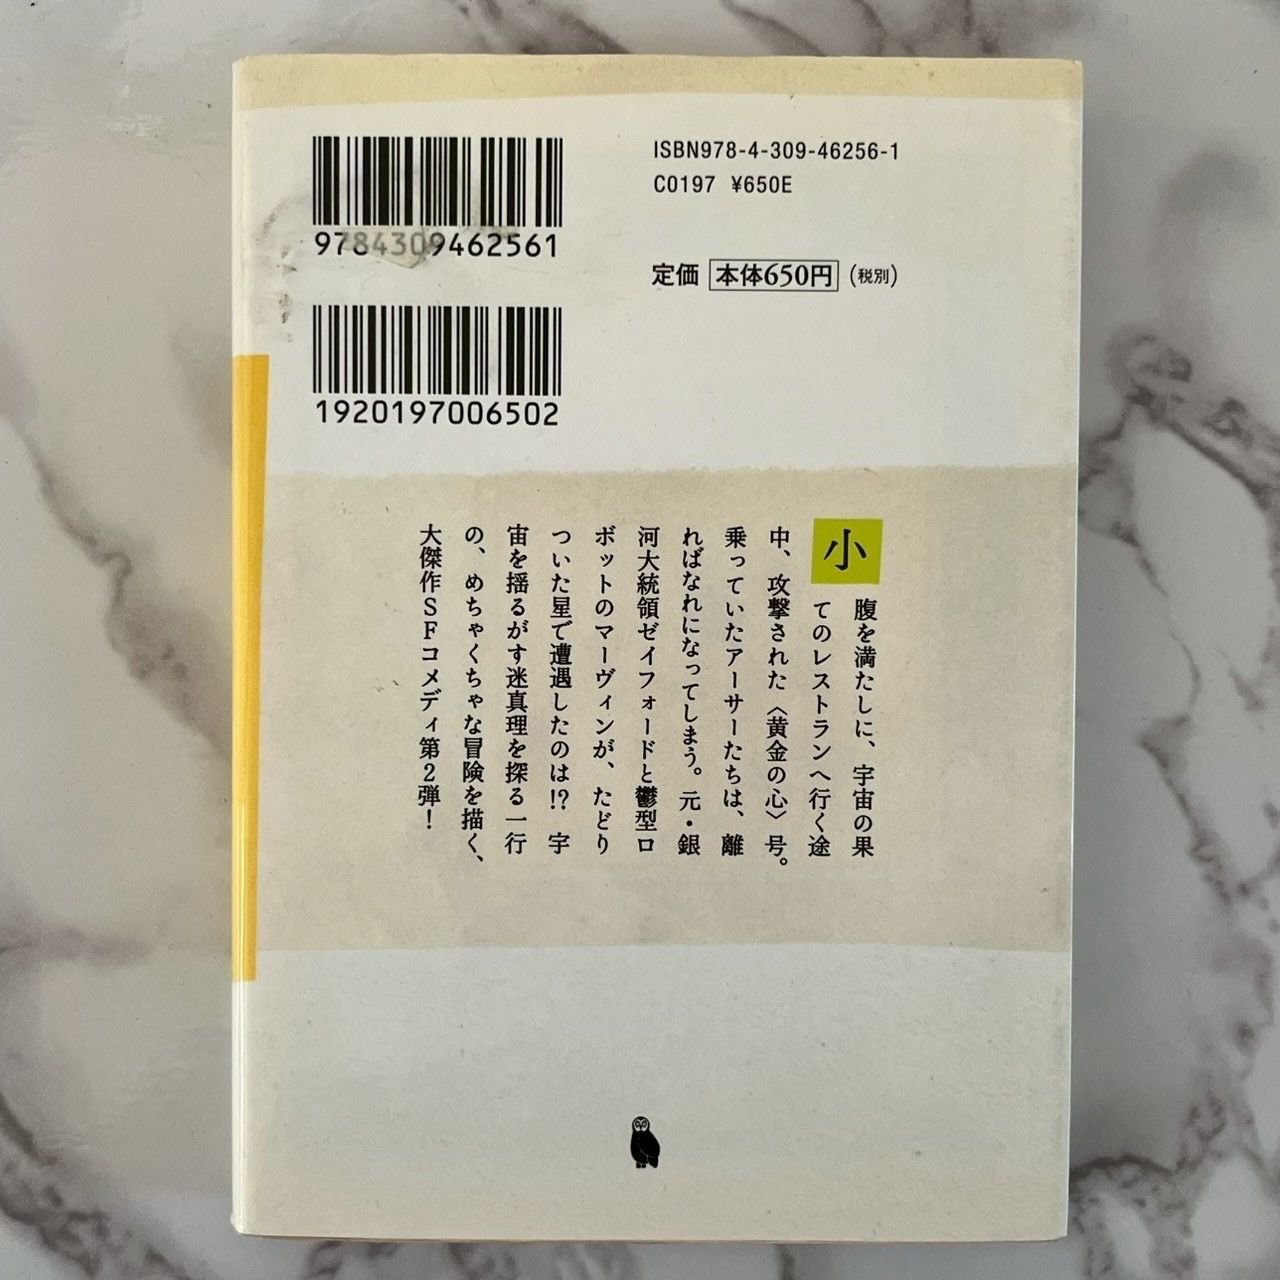 ISBN978-4-309-46256-1
C0197 ¥650E
9784309462561
定価 本体650円 (税別)
1920197006502
小腹を満たしに、宇宙の果
てのレストランへ行く途
中、攻撃された〈黄金の心〉号。
乗っていたアーサーたちは、離
ればなれになってしまう。元・銀
河大統領ゼイフォードと鬱型ロ
ボットのマーヴィンが、たどり
ついた星で遭遇したのは!? 宇
宙を揺るがす迷真理を探る一行
の、めちゃくちゃな冒険を描く、
大傑作SFコメディ第2弾！